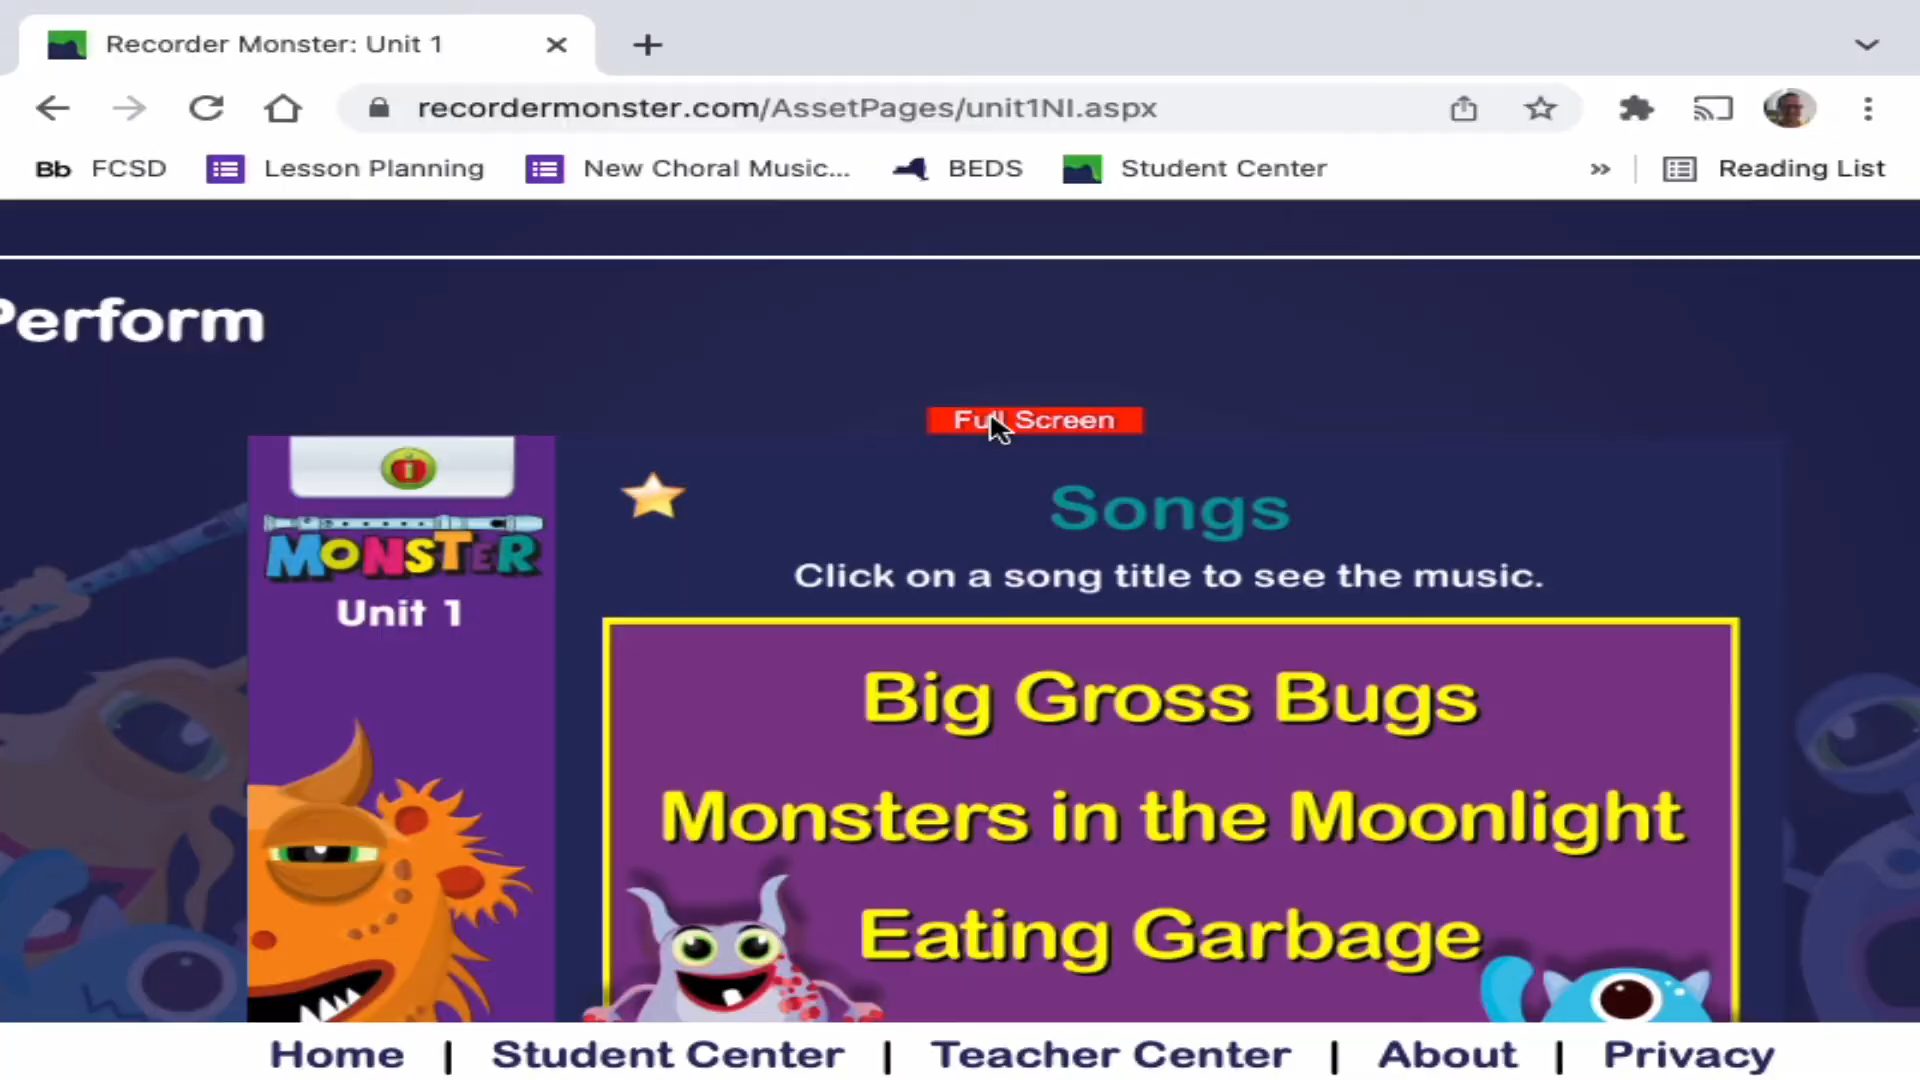 Recorder Monster: Unit 1
recordermonster.com/AssetPages/unit1NI.aspx
Bb FCSD Lesson Planning New Choral Music... BEDS Student Center » Reading List
Perform
Full Screen
MONSTER
Unit 1
Songs
Click on a song title to see the music.
Big Gross Bugs
Monsters in the Moonlight
Eating Garbage
Home | Student Center | Teacher Center | About | Privacy